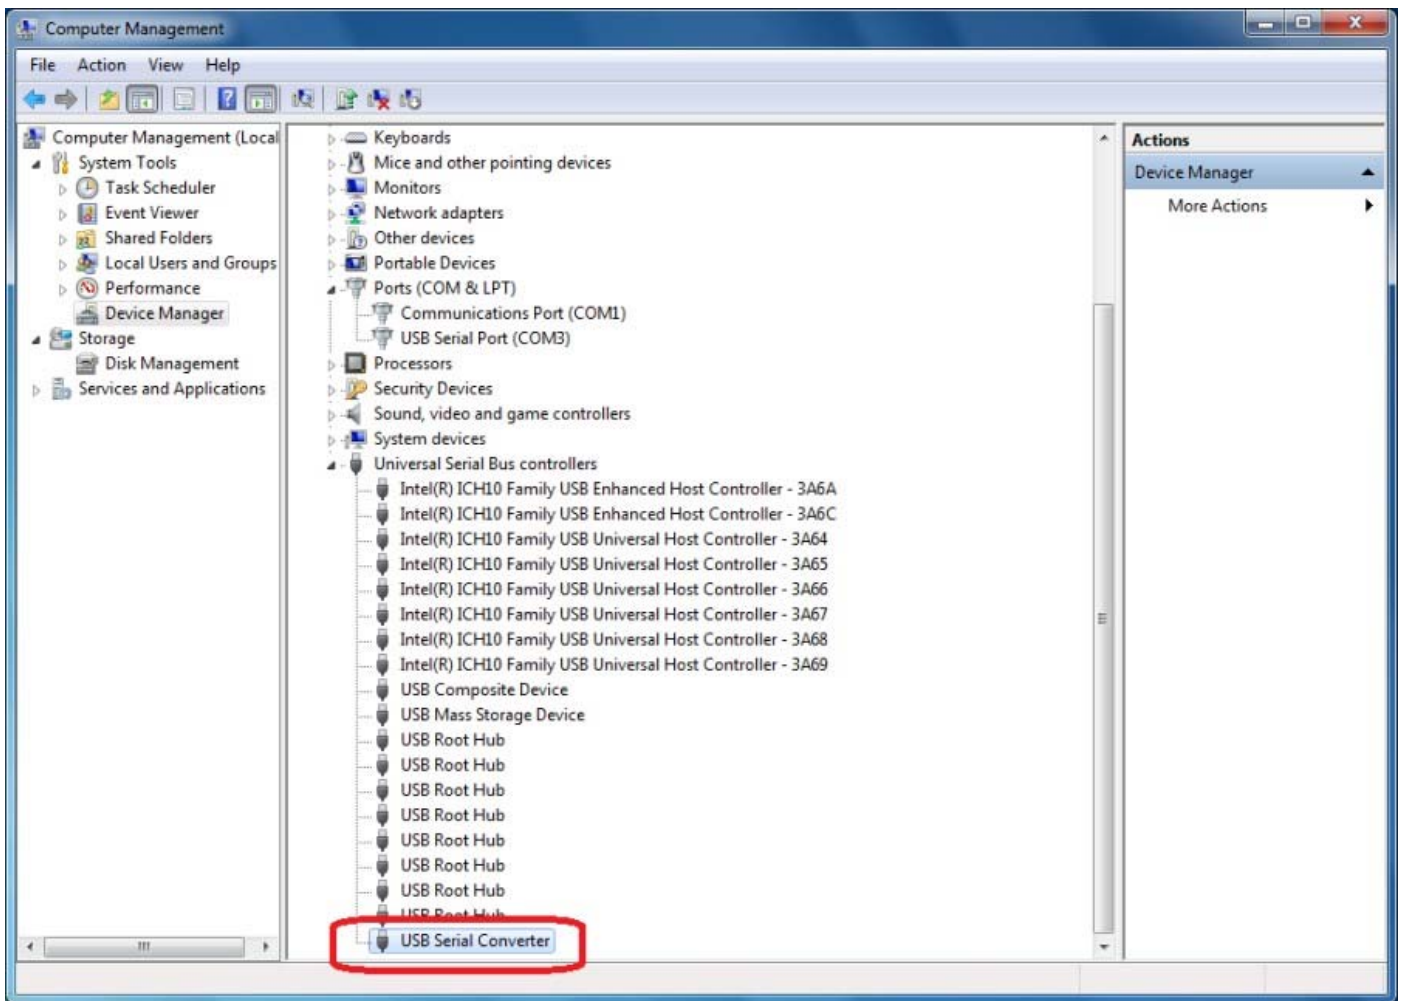 Computer Management
File Action View Help
Computer Management (Local
System Tools
Task Scheduler
Event Viewer
Shared Folders
Local Users and Groups
Performance
Device Manager
Storage
Disk Management
Services and Applications
Keyboards
Mice and other pointing devices
Monitors
Network adapters
Other devices
Portable Devices
Ports (COM & LPT)
Communications Port (COM1)
USB Serial Port (COM3)
Processors
Security Devices
Sound, video and game controllers
System devices
Universal Serial Bus controllers
Intel(R) ICH10 Family USB Enhanced Host Controller - 3A6A
Intel(R) ICH10 Family USB Enhanced Host Controller - 3A6C
Intel(R) ICH10 Family USB Universal Host Controller - 3A64
Intel(R) ICH10 Family USB Universal Host Controller - 3A65
Intel(R) ICH10 Family USB Universal Host Controller - 3A66
Intel(R) ICH10 Family USB Universal Host Controller - 3A67
Intel(R) ICH10 Family USB Universal Host Controller - 3A68
Intel(R) ICH10 Family USB Universal Host Controller - 3A69
USB Composite Device
USB Mass Storage Device
USB Root Hub
USB Root Hub
USB Root Hub
USB Root Hub
USB Root Hub
USB Root Hub
USB Root Hub
USB Root Hub
USB Serial Converter
Actions
Device Manager
More Actions